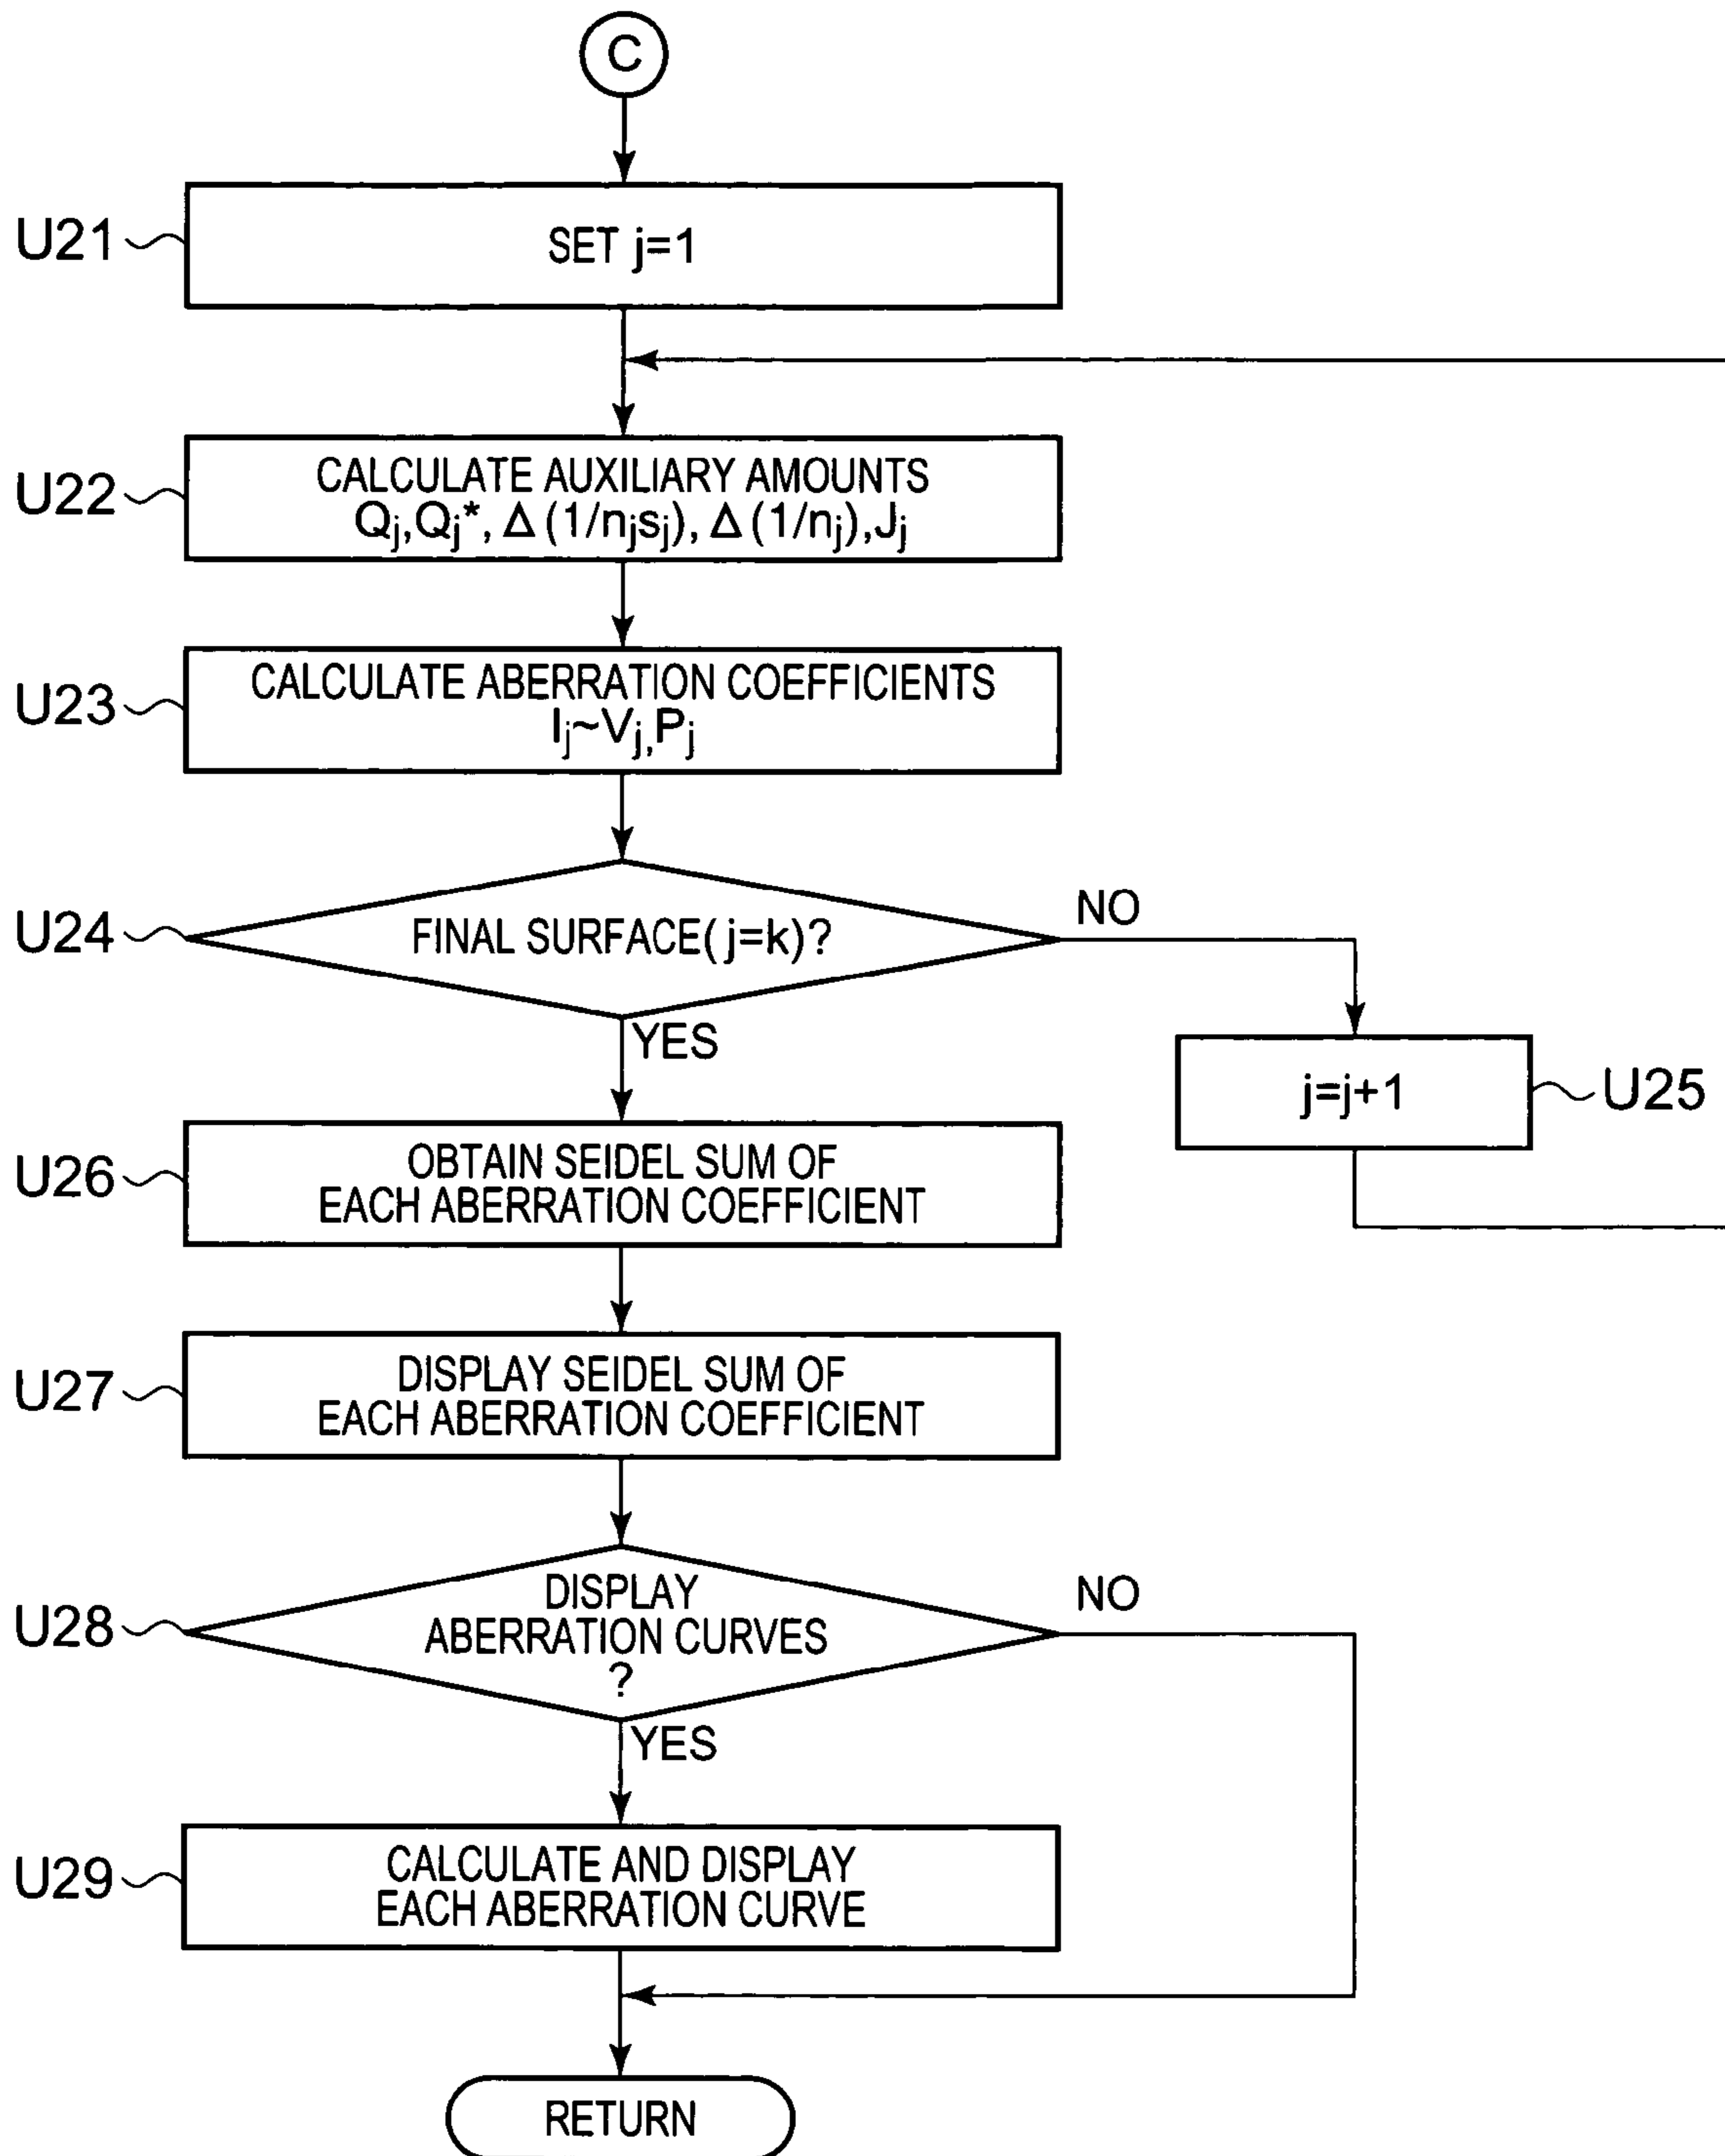 C
U21
SET j=1
U22
CALCULATE AUXILIARY AMOUNTS
Qj,Qj*,Δ(1/njsj),Δ(1/nj),Jj
U23
CALCULATE ABERRATION COEFFICIENTS
Ij~Vj,Pj
U24
FINAL SURFACE(j=k)?
NO
YES
j=j+1
U25
U26
OBTAIN SEIDEL SUM OF
EACH ABERRATION COEFFICIENT
U27
DISPLAY SEIDEL SUM OF
EACH ABERRATION COEFFICIENT
U28
DISPLAY
ABERRATION CURVES
?
NO
YES
U29
CALCULATE AND DISPLAY
EACH ABERRATION CURVE
RETURN